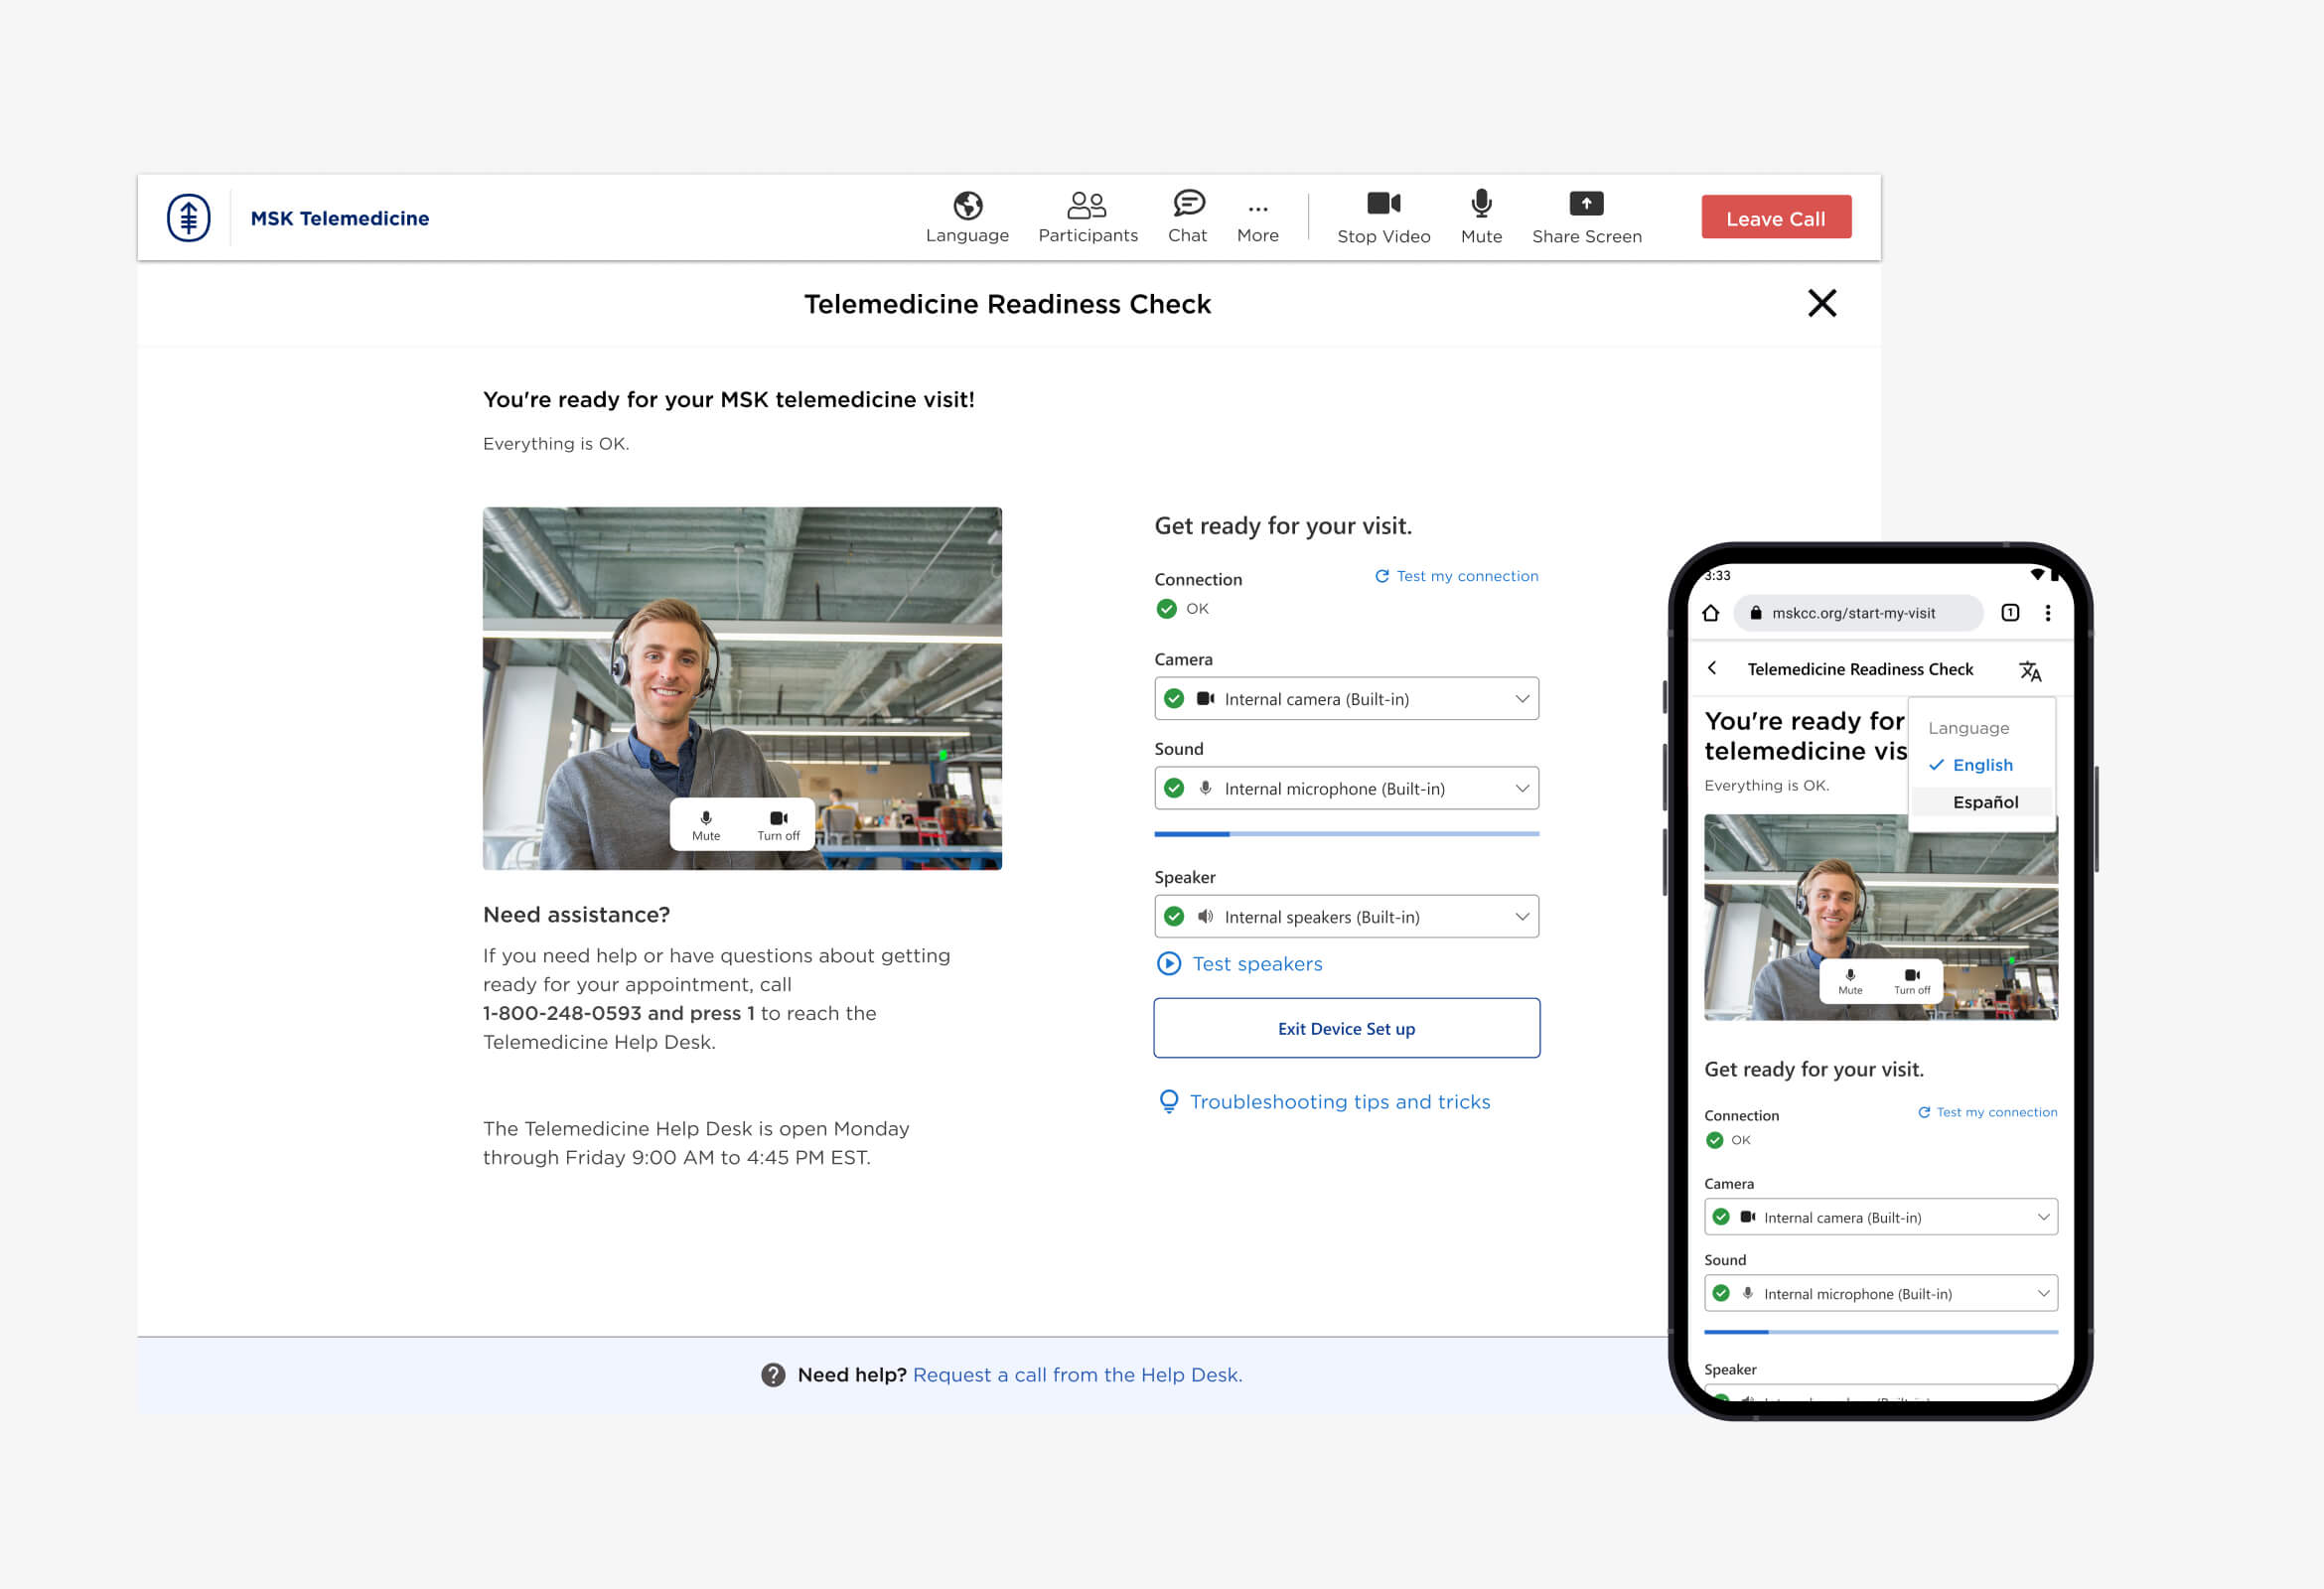 MSK Telemedicine
Language
Participants
Chat
More
Stop Video
Mute
Share Screen
Leave Call
Telemedicine Readiness Check
You're ready for your MSK telemedicine visit!
Everything is OK.
Mute
Turn off
Need assistance?
If you need help or have questions about getting
ready for your appointment, call
1-800-248-0593 and press 1 to reach the
Telemedicine Help Desk.
The Telemedicine Help Desk is open Monday
through Friday 9:00 AM to 4:45 PM EST.
Get ready for your visit.
Connection
Test my connection
OK
Camera
Internal camera (Built-in)
Sound
Internal microphone (Built-in)
Speaker
Internal speakers (Built-in)
Test speakers
Exit Device Set up
Troubleshooting tips and tricks
Need help? Request a call from the Help Desk.
3:33
mskcc.org/start-my-visit
1
Telemedicine Readiness Check
You're ready for
telemedicine vis
Everything is OK.
Language
English
Español
Mute
Turn off
Get ready for your visit.
Connection
Test my connection
OK
Camera
Internal camera (Built-in)
Sound
Internal microphone (Built-in)
Speaker